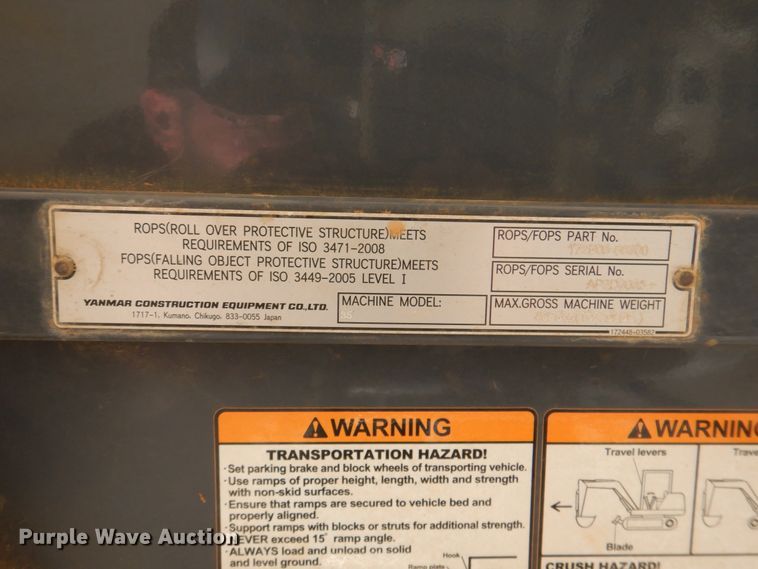 ROPS(ROLL OVER PROTECTIVE STRUCTURE)MEETS
REQUIREMENTS OF ISO 3471-2008
FOPS(FALLING OBJECT PROTECTIVE STRUCTURE)MEETS
REQUIREMENTS OF ISO 3449-2005 LEVEL I
YANMAR CONSTRUCTION EQUIPMENT CO.,LTD.
1717-1, Kumano, Chikugo, 833-0055 Japan
MACHINE MODEL:
ROPS/FOPS PART No.
ROPS/FOPS SERIAL No.
MAX.GROSS MACHINE WEIGHT
172448-03582
WARNING
TRANSPORTATION HAZARD!
·Set parking brake and block wheels of transporting vehicle.
·Use ramps of proper height, length, width and strength
with non-skid surfaces.
·Ensure that ramps are secured to vehicle bed and
properly aligned.
·Support ramps with blocks or struts for additional strength.
·NEVER exceed 15° ramp angle.
·ALWAYS load and unload on solid
and level ground.
Hook
Ramp plate
WARNING
Travel levers
Blade
CRUSH HAZARD!
Purple Wave Auction